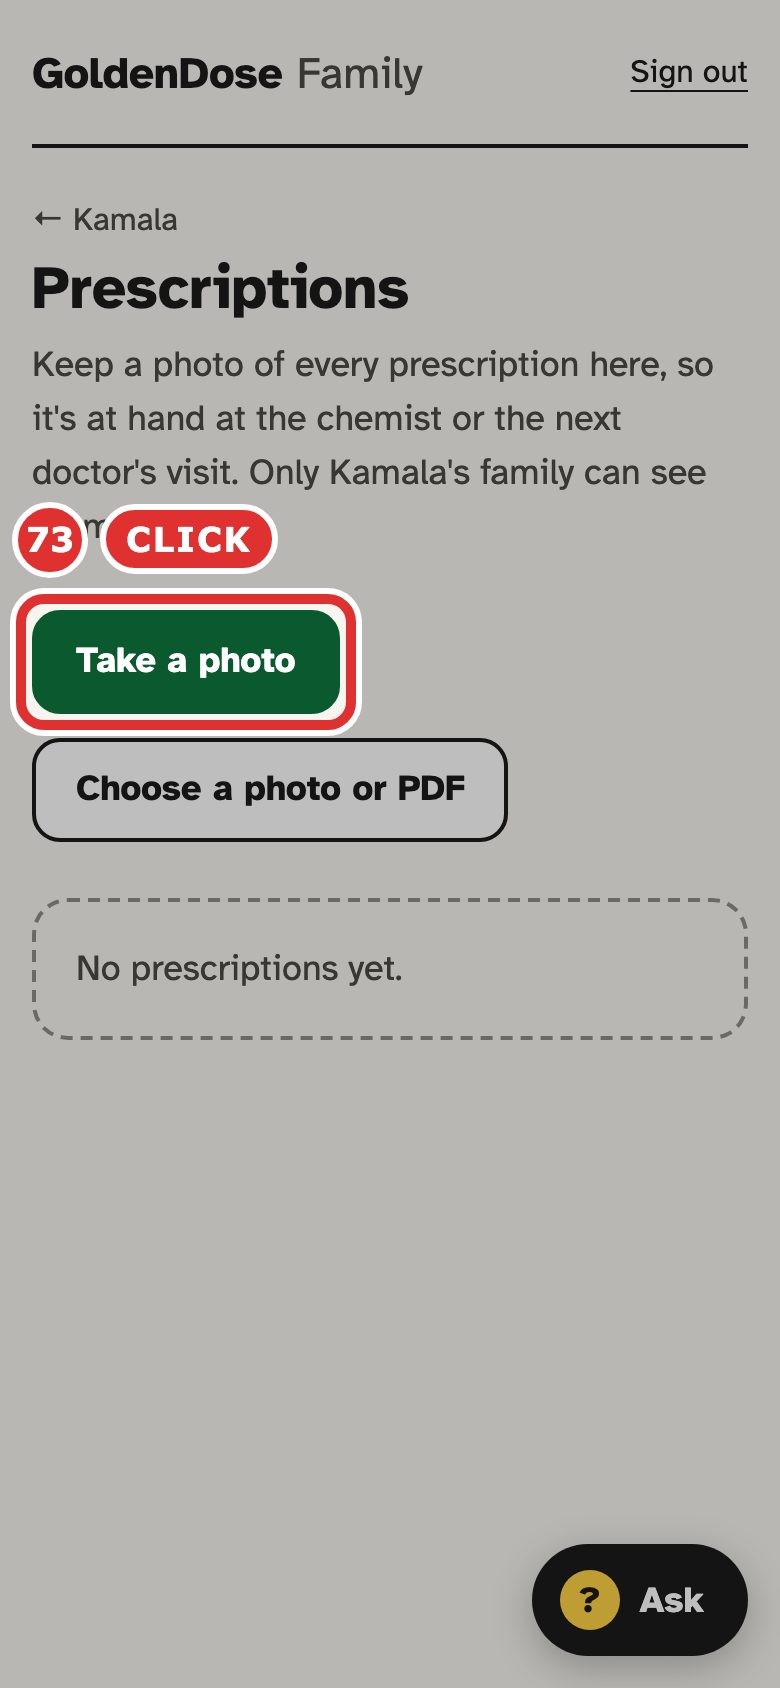 GoldenDose Family
Sign out
← Kamala
Prescriptions
Keep a photo of every prescription here, so
it's at hand at the chemist or the next
doctor's visit. Only Kamala's family can see
73 CLICK
Take a photo
Choose a photo or PDF
No prescriptions yet.
? Ask